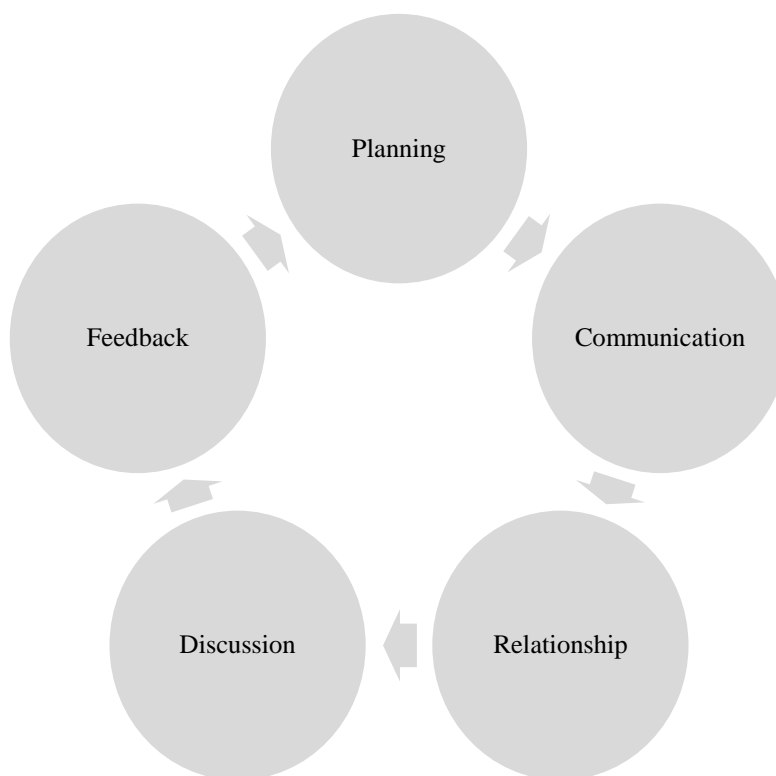 Planning
Communication
Relationship
Discussion
Feedback